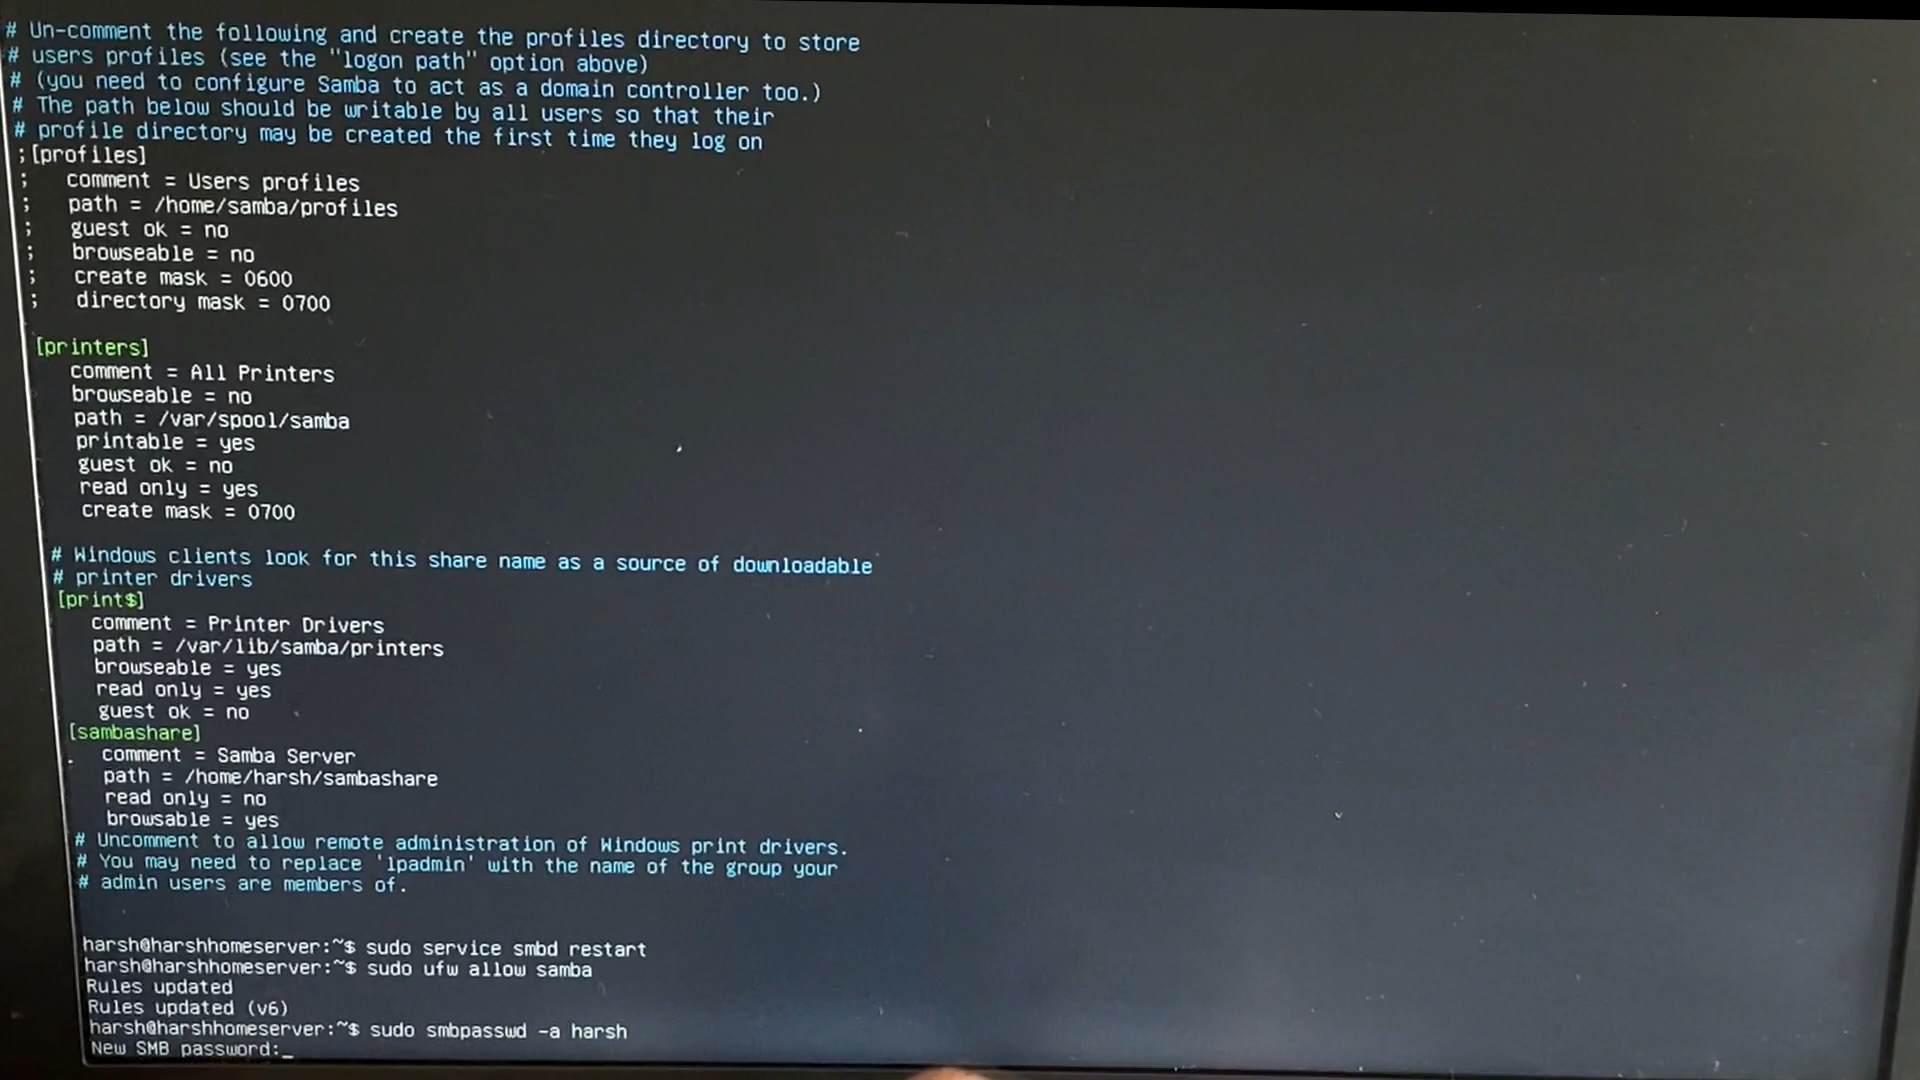 # Un-comment the following and create the profiles directory to store
# users profiles (see the "logon path" option above)
# (you need to configure Samba to act as a domain controller too.)
# The path below should be writable by all users so that their
# profile directory may be created the first time they log on
;[profiles]
;   comment = Users profiles
;   path = /home/samba/profiles
;   guest ok = no
;   browseable = no
;   create mask = 0600
;   directory mask = 0700
[printers]
comment = All Printers
browseable = no
path = /var/spool/samba
printable = yes
guest ok = no
read only = yes
create mask = 0700
# Windows clients look for this share name as a source of downloadable
# printer drivers
[print$]
comment = Printer Drivers
path = /var/lib/samba/printers
browseable = yes
read only = yes
guest ok = no
[sambashare]
comment = Samba Server
path = /home/harsh/sambashare
read only = no
browsable = yes
# Uncomment to allow remote administration of Windows print drivers.
# You may need to replace 'lpadmin' with the name of the group your
# admin users are members of.
harsh@harshhomeserver:~$ sudo service smbd restart
harsh@harshhomeserver:~$ sudo ufw allow samba
Rules updated
Rules updated (v6)
harsh@harshhomeserver:~$ sudo smbpasswd -a harsh
New SMB password:_